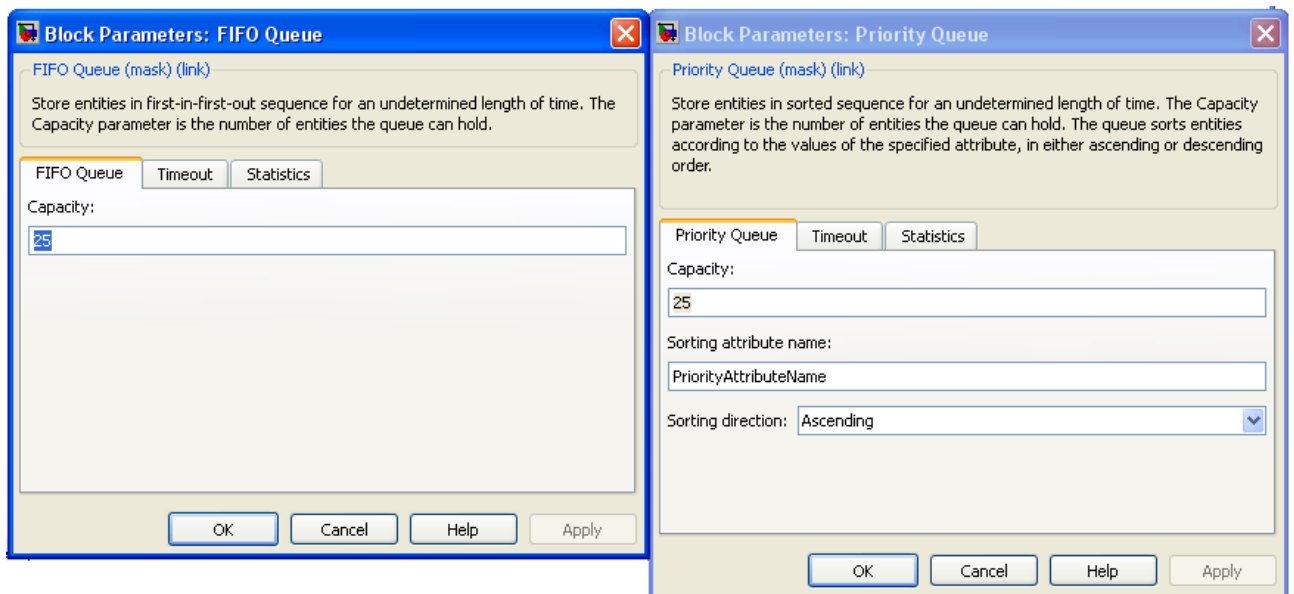 Block Parameters: FIFO Queue
FIFO Queue (mask) (link)
Store entities in first-in-first-out sequence for an undetermined length of time. The
Capacity parameter is the number of entities the queue can hold.
FIFO Queue
Timeout
Statistics
Capacity:
25
OK
Cancel
Help
Apply
Block Parameters: Priority Queue
Priority Queue (mask) (link)
Store entities in sorted sequence for an undetermined length of time. The Capacity
parameter is the number of entities the queue can hold. The queue sorts entities
according to the values of the specified attribute, in either ascending or descending
order.
Priority Queue
Timeout
Statistics
Capacity:
25
Sorting attribute name:
PriorityAttributeName
Sorting direction: Ascending
OK
Cancel
Help
Apply